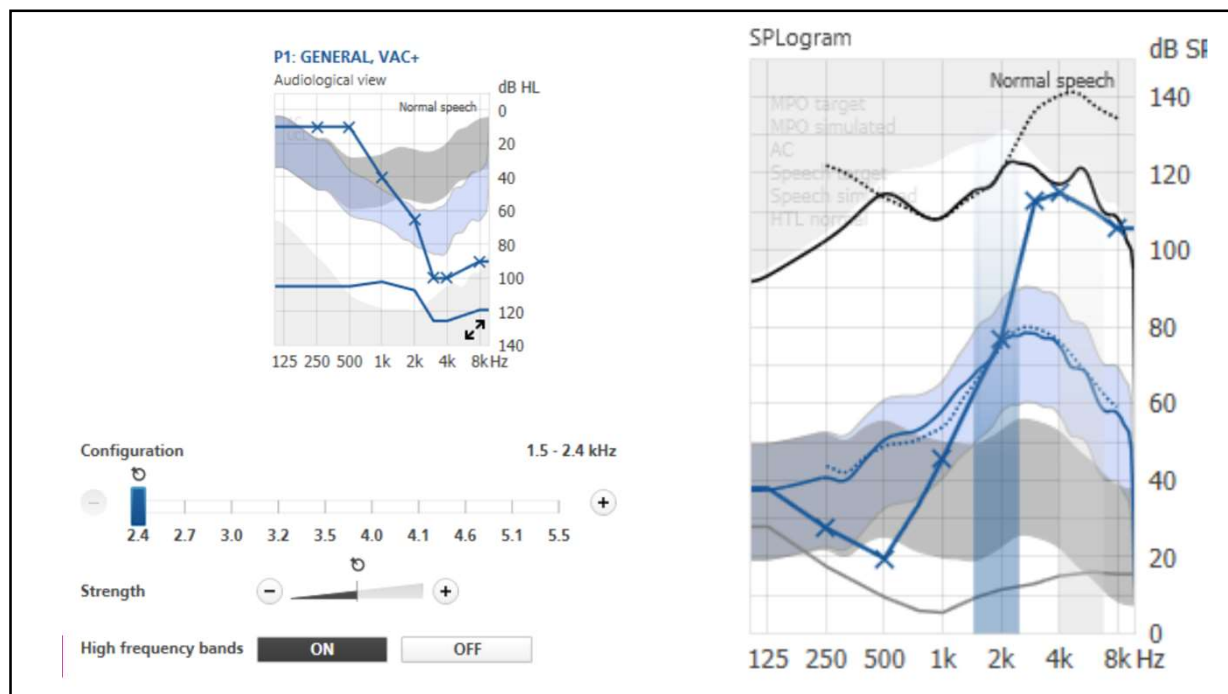 P1: GENERAL, VAC+
Audiological view
dB HL
Normal speech
0
20
40
60
80
100
120
140
125 250 500 1k 2k 4k 8k Hz
Configuration
1.5 - 2.4 kHz
2.4 2.7 3.0 3.2 3.5 4.0 4.1 4.6 5.1 5.5
Strength
High frequency bands
ON
OFF
SPLogram
dB SP
Normal speech
MPO target
MPO simulated
AC
Speech target
Speech simulated
HTL normal
140
120
100
80
60
40
20
0
125 250 500 1k 2k 4k 8k Hz